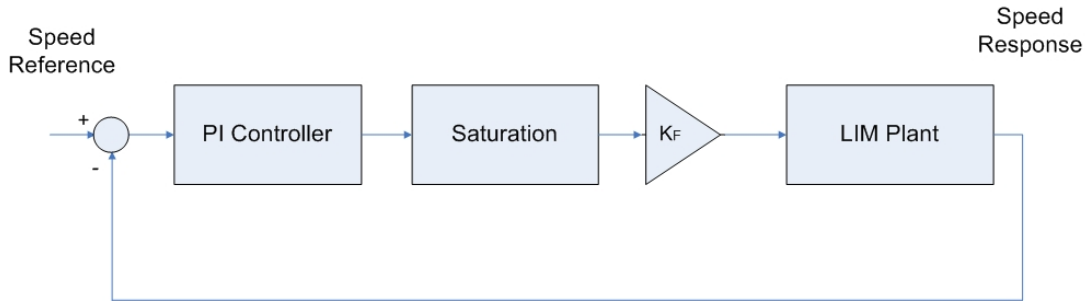 Speed
Reference
Speed
Response
+
-
PI Controller
Saturation
KF
LIM Plant